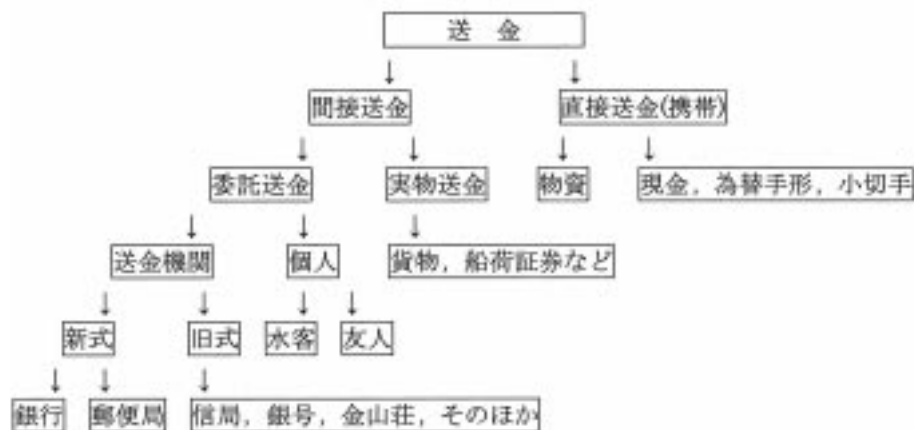 送 金
間接送金 直接送金(携帯)
委託送金 実物送金 物資 現金，為替手形，小切手
送金機関 個人 貨物，船荷証券など
新式 旧式 水客 友人
銀行 郵便局 信局，銀号，金山荘，そのほか